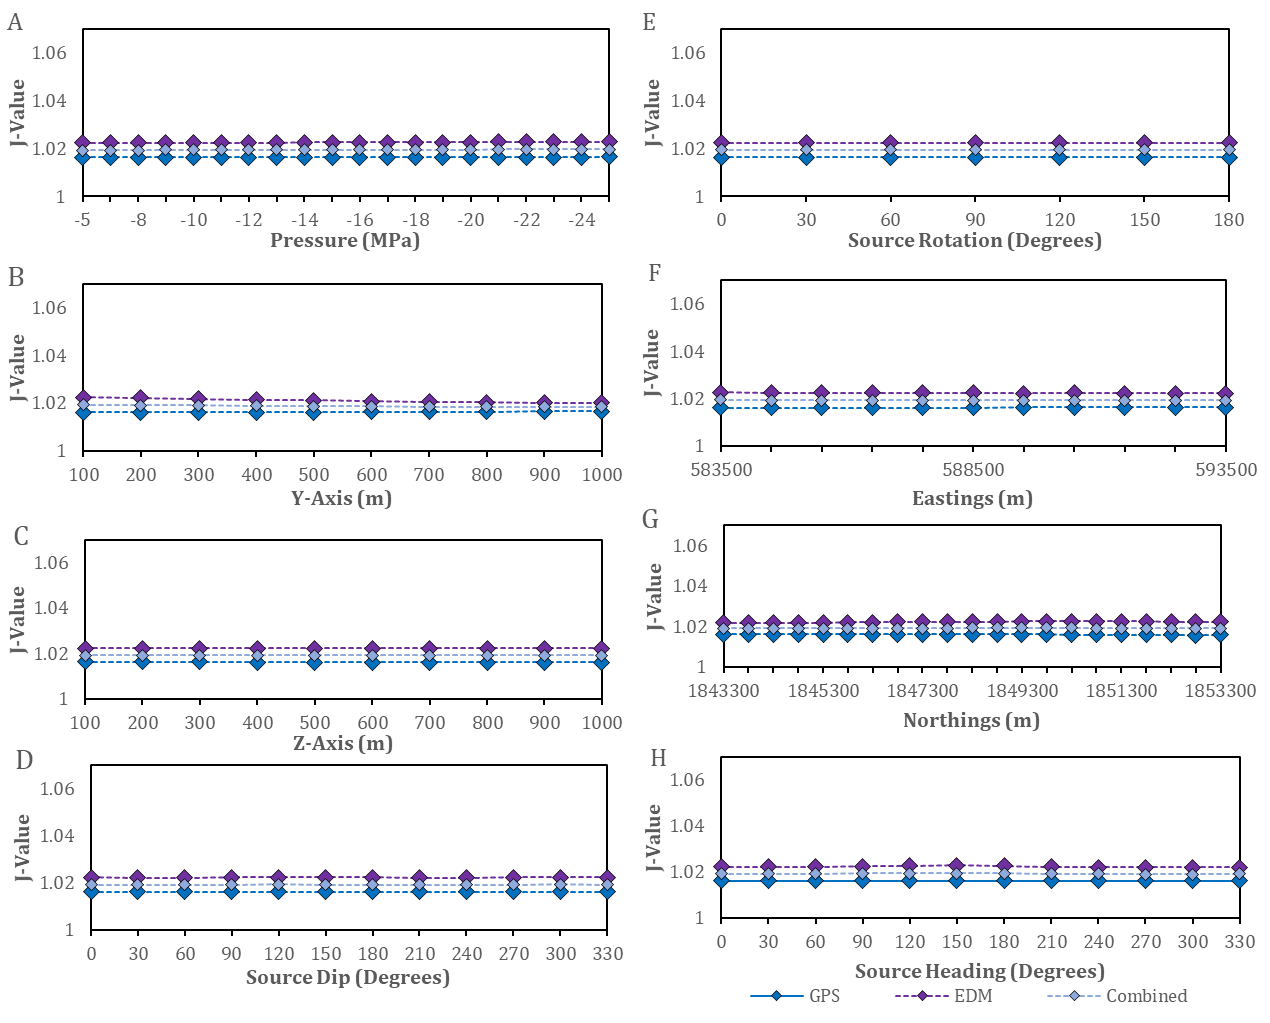 A
1.06
1.04
1.02
1
J-Value
-5 -8 -10 -12 -14 -16 -18 -20 -22 -24
Pressure (MPa)
B
1.06
1.04
1.02
1
J-Value
100 200 300 400 500 600 700 800 900 1000
Y-Axis (m)
C
1.06
1.04
1.02
1
J-Value
100 200 300 400 500 600 700 800 900 1000
Z-Axis (m)
D
1.06
1.04
1.02
1
J-Value
0 30 60 90 120 150 180 210 240 270 300 330
Source Dip (Degrees)
E
1.06
1.04
1.02
1
J-Value
0 30 60 90 120 150 180
Source Rotation (Degrees)
F
1.06
1.04
1.02
1
J-Value
583500 588500 593500
Eastings (m)
G
1.06
1.04
1.02
1
J-Value
1843300 1845300 1847300 1849300 1851300 1853300
Northings (m)
H
1.06
1.04
1.02
1
J-Value
0 30 60 90 120 150 180 210 240 270 300 330
Source Heading (Degrees)
GPS EDM Combined